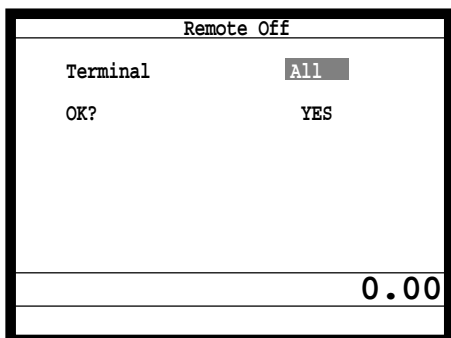 Remote Off
Terminal All
OK? YES
0.00